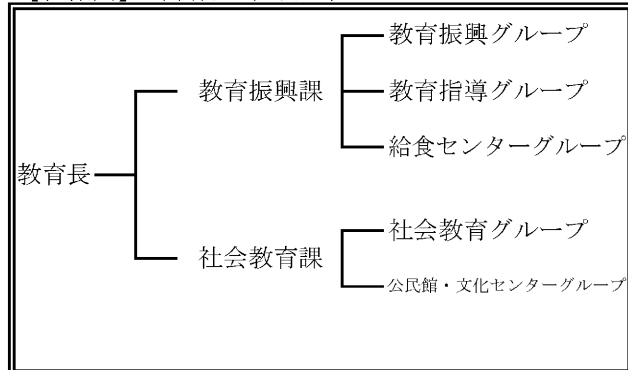 教育長
教育振興課
教育振興グループ
教育指導グループ
給食センターグループ
社会教育課
社会教育グループ
公民館・文化センターグループ